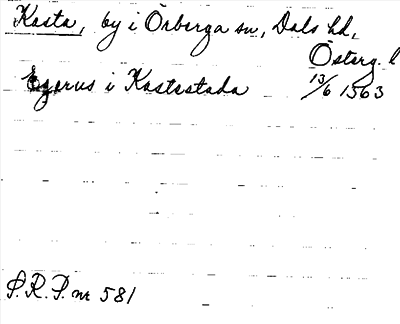 Kasta, by i Örberga sn, Dals hd,
Österg. l
Egerus i Kastestada 13/6 1563
S.R.P. nr 581